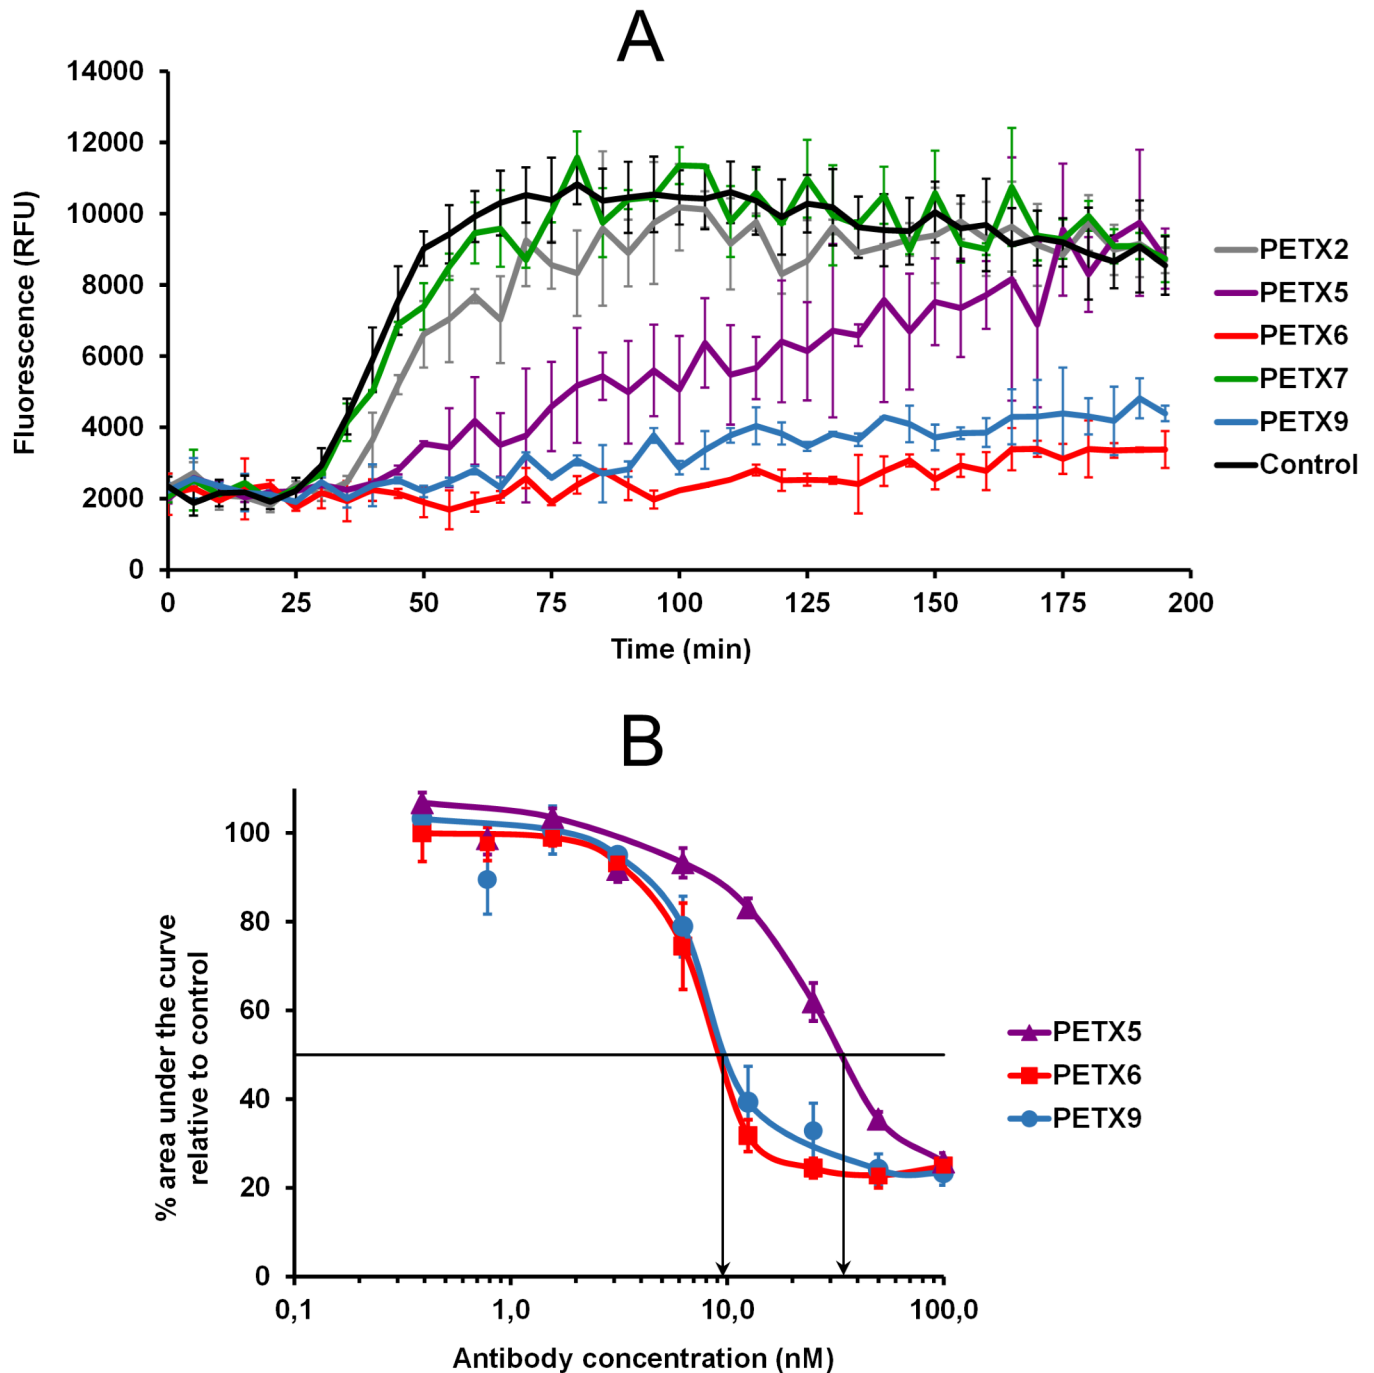 A
14000
12000
10000
8000
6000
4000
2000
0
Fluorescence (RFU)
0 25 50 75 100 125 150 175 200
Time (min)
PETX2
PETX5
PETX6
PETX7
PETX9
Control
B
100
80
60
40
20
0
% area under the curve
relative to control
0,1 1,0 10,0 100,0
Antibody concentration (nM)
PETX5
PETX6
PETX9